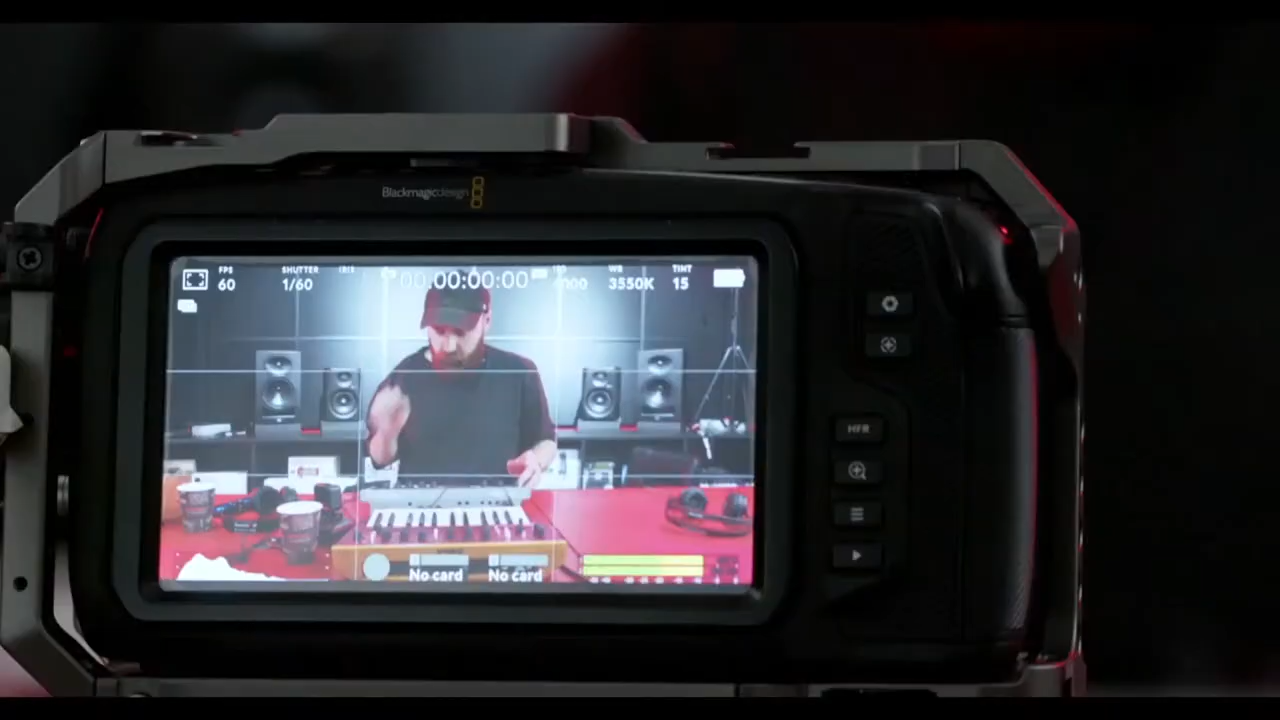 Blackmagicdesign
FPS SHUTTER IRIS 00:00:00:00 WB TINT
60 1/60 3550K 15
HFR
No card No card